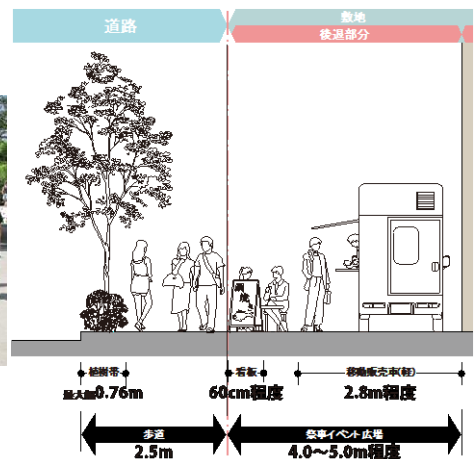 道路
敷地
後退部分
植樹帯
最大幅0.76m
看板
60cm程度
移動販売車(軽)
2.8m程度
歩道
2.5m
祭事イベント広場
4.0〜5.0m程度